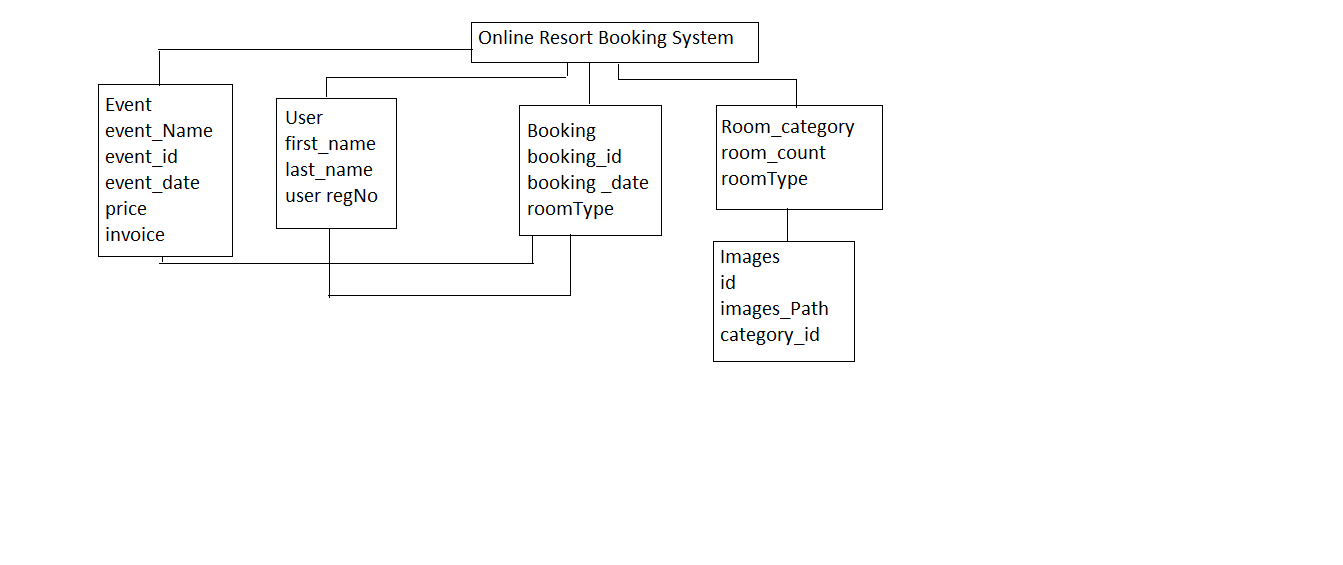 Online Resort Booking System
Event
event_Name
event_id
event_date
price
invoice
User
first_name
last_name
user regNo
Booking
booking_id
booking _date
roomType
Room_category
room_count
roomType
Images
id
images_Path
category_id